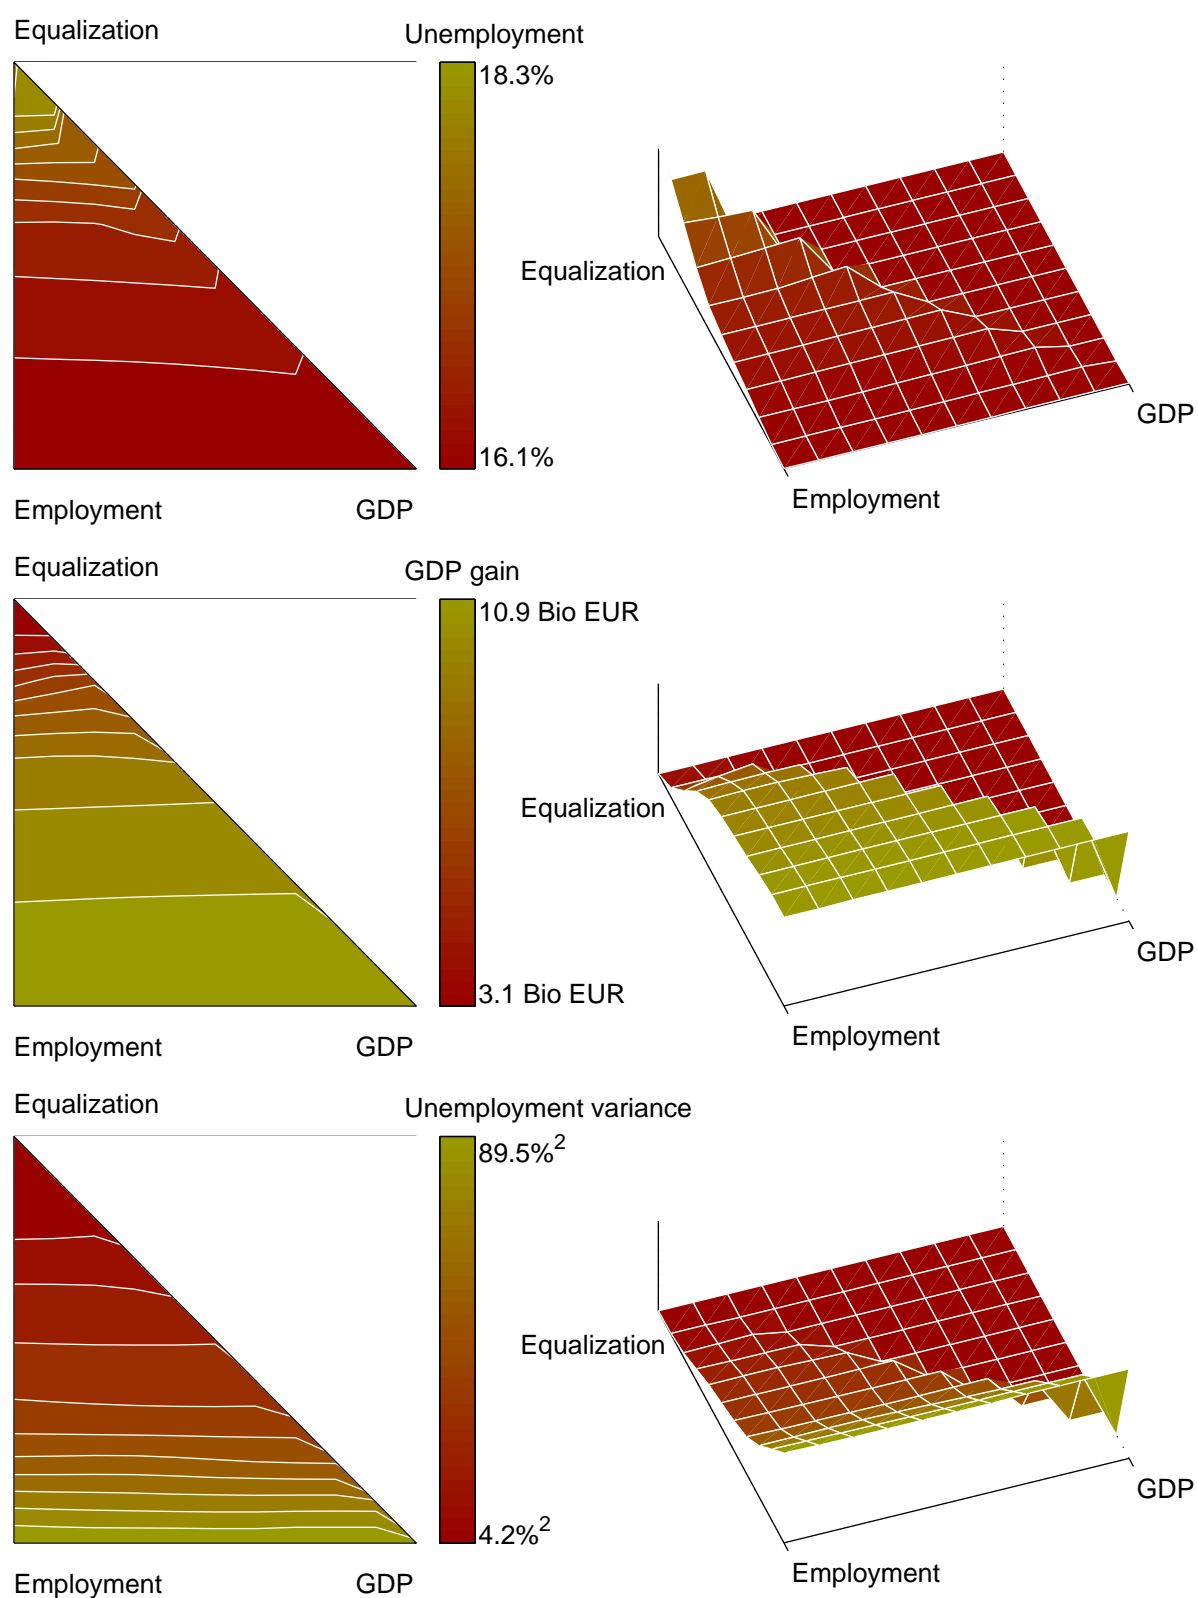 Equalization
Unemployment
18.3%
16.1%
Employment
GDP
Equalization
GDP
Employment
Equalization
GDP gain
10.9 Bio EUR
3.1 Bio EUR
Employment
GDP
Equalization
GDP
Employment
Equalization
Unemployment variance
89.5%²
4.2%²
Employment
GDP
Equalization
GDP
Employment